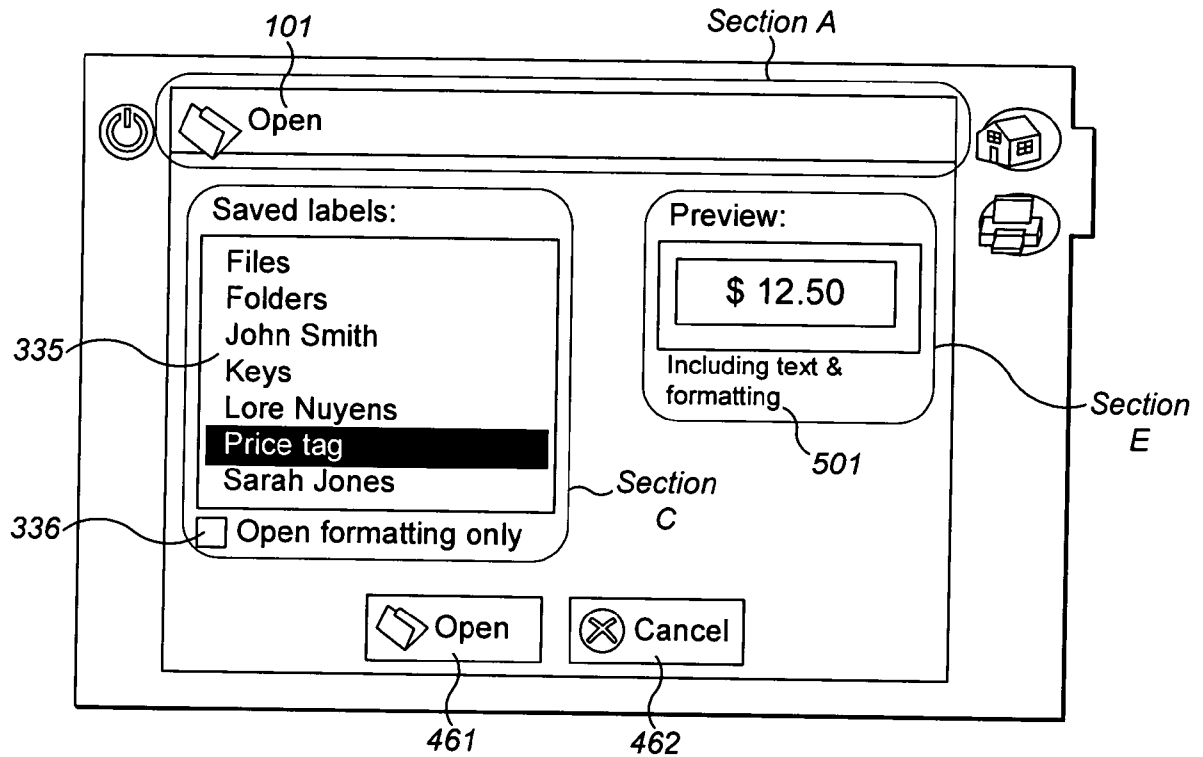 101
Section A
Open
Saved labels:
Files
Folders
John Smith
Keys
Lore Nuyens
Price tag
Sarah Jones
335
336
Open formatting only
Section
C
Preview:
$ 12.50
Including text &
formatting
501
Section
E
Open
Cancel
461
462